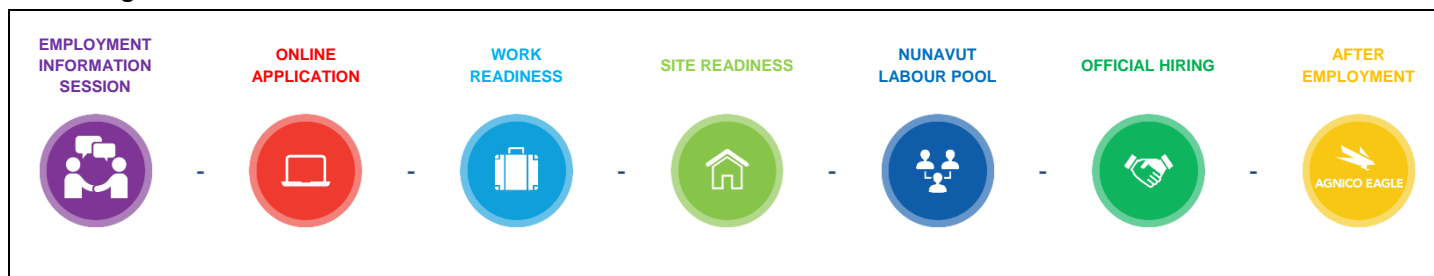 EMPLOYMENT
INFORMATION
SESSION
ONLINE
APPLICATION
WORK
READINESS
SITE READINESS
NUNAVUT
LABOUR POOL
OFFICIAL HIRING
AFTER
EMPLOYMENT
- - - - - -
AGNICO EAGLE